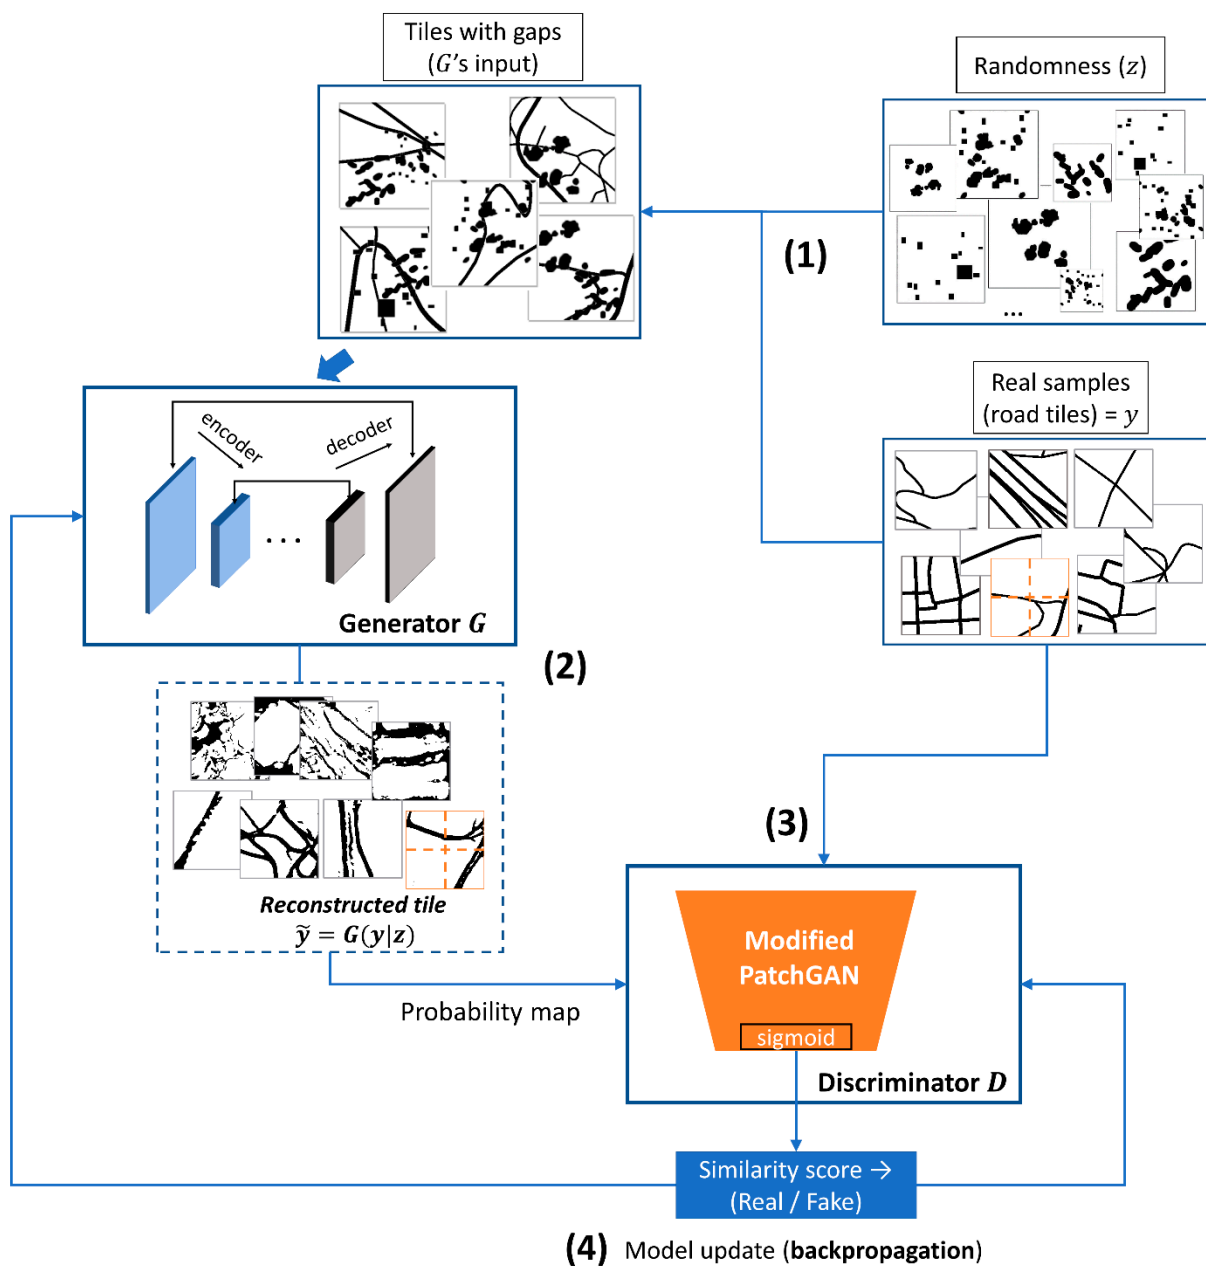 Tiles with gaps
(G's input)
Randomness (z)
(1)
Real samples
(road tiles) = y
encoder
decoder
. . .
Generator G
(2)
Reconstructed tile
ỹ = G(y|z)
Probability map
(3)
Modified
PatchGAN
sigmoid
Discriminator D
Similarity score →
(Real / Fake)
(4) Model update (backpropagation)